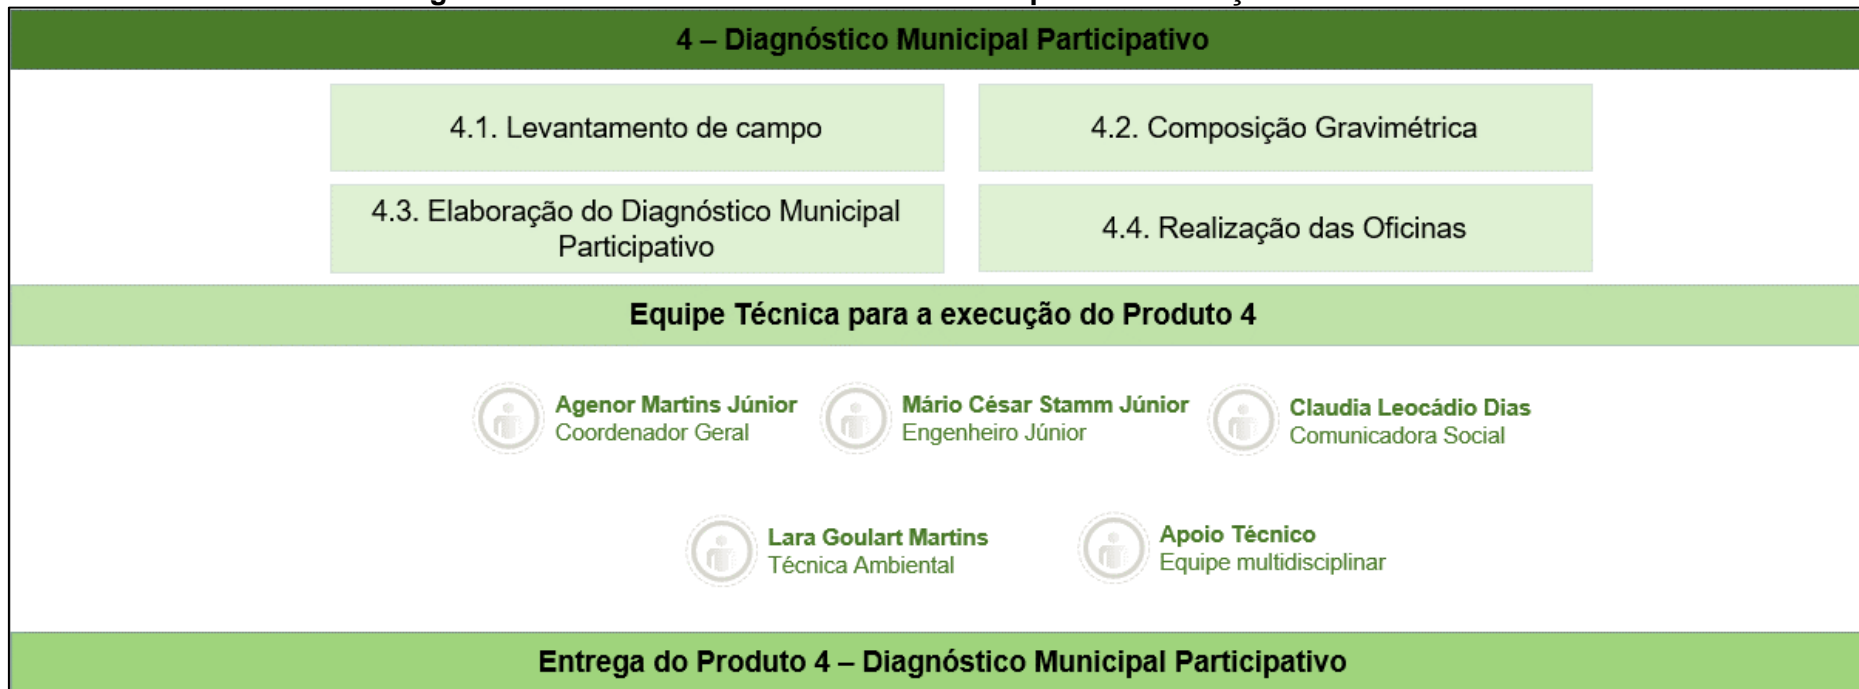 4 – Diagnóstico Municipal Participativo
4.1. Levantamento de campo
4.2. Composição Gravimétrica
4.3. Elaboração do Diagnóstico Municipal
Participativo
4.4. Realização das Oficinas
Equipe Técnica para a execução do Produto 4
Agenor Martins Júnior
Coordenador Geral
Mário César Stamm Júnior
Engenheiro Júnior
Claudia Leocádio Dias
Comunicadora Social
Lara Goulart Martins
Técnica Ambiental
Apoio Técnico
Equipe multidisciplinar
Entrega do Produto 4 – Diagnóstico Municipal Participativo